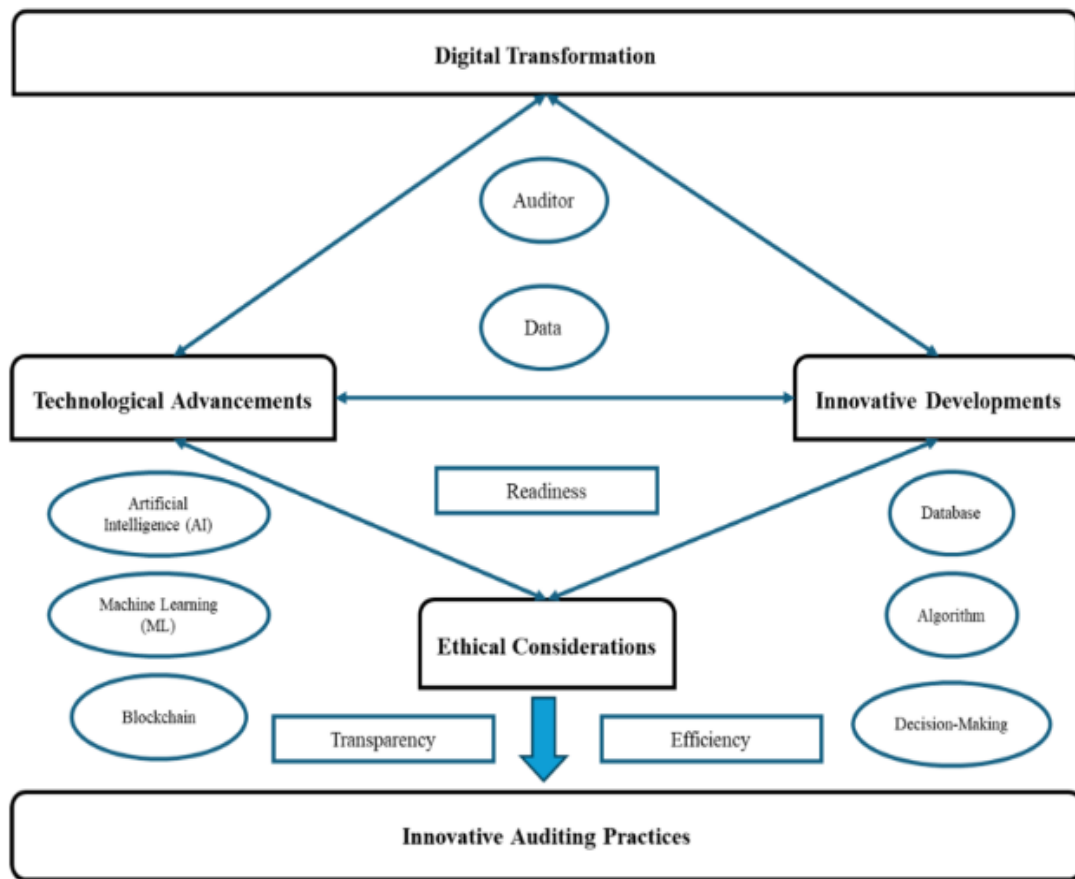 Digital Transformation
Auditor
Data
Technological Advancements
Innovative Developments
Readiness
Artificial
Intelligence (AI)
Database
Machine Learning
(ML)
Algorithm
Ethical Considerations
Blockchain
Transparency
Efficiency
Decision-Making
Innovative Auditing Practices